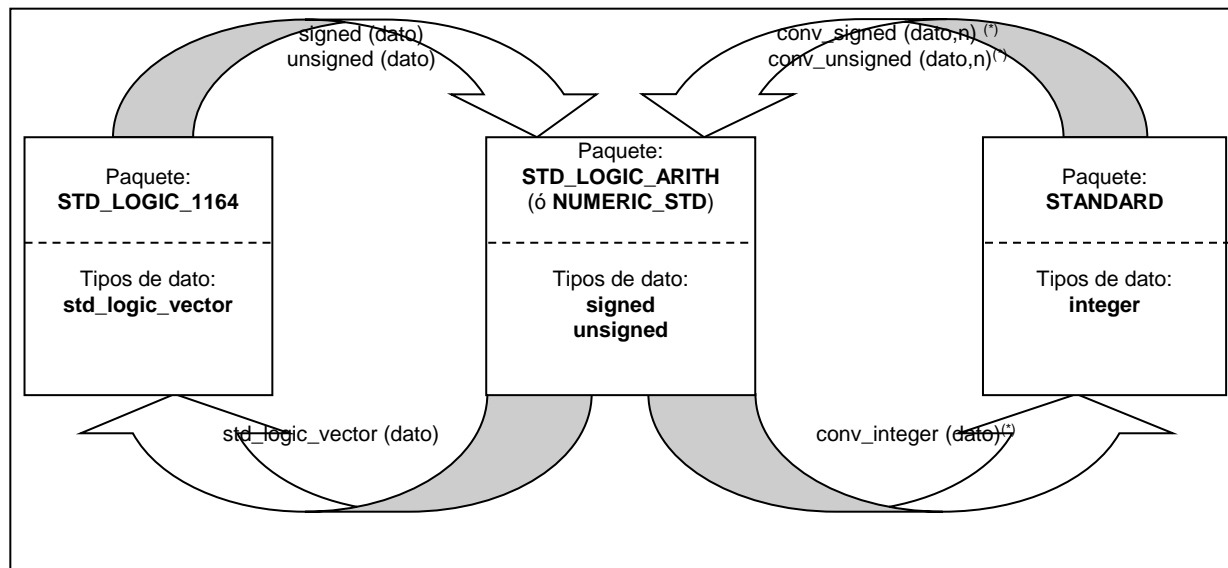 signed (dato)
unsigned (dato)
conv_signed (dato,n) (*)
conv_unsigned (dato,n)(*)
Paquete:
STD_LOGIC_1164
Tipos de dato:
std_logic_vector
Paquete:
STD_LOGIC_ARITH
(ó NUMERIC_STD)
Tipos de dato:
signed
unsigned
Paquete:
STANDARD
Tipos de dato:
integer
std_logic_vector (dato)
conv_integer (dato)(*)